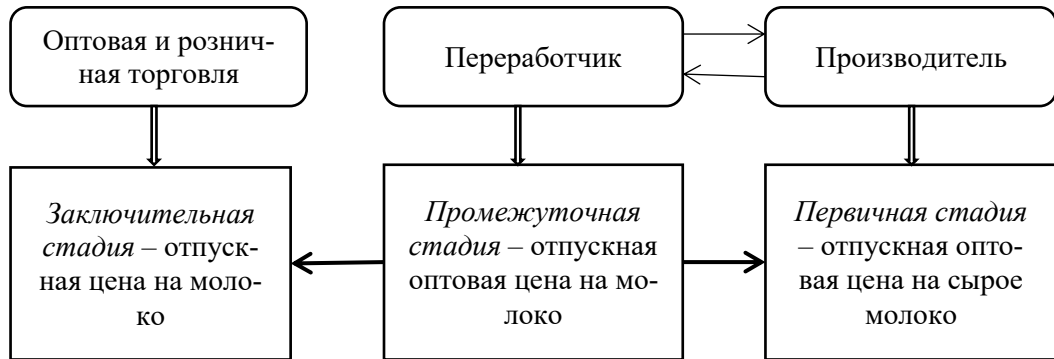 Оптовая и рознич-
ная торговля
Переработчик
Производитель
Заключительная
стадия – отпуск-
ная цена на моло-
ко
Промежуточная
стадия – отпускная
оптовая цена на мо-
локо
Первичная стадия
– отпускная опто-
вая цена на сырое
молоко